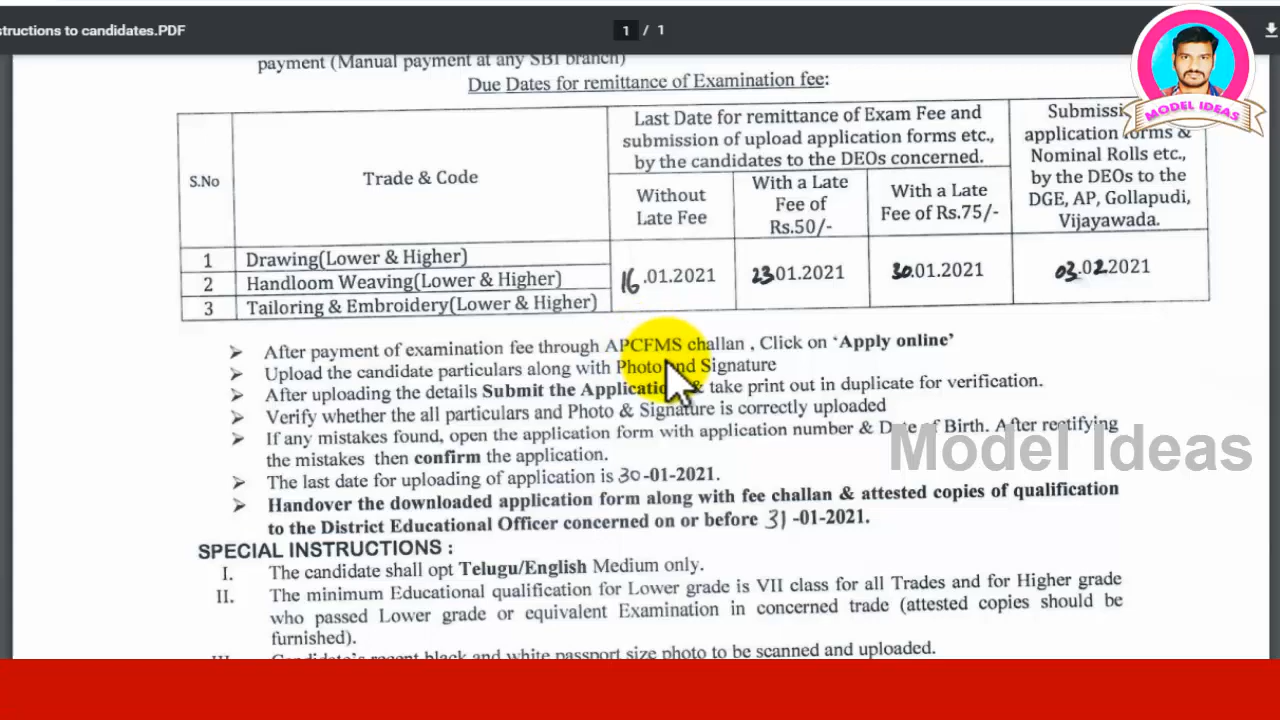 structions to candidates.PDF
1 / 1
MODEL IDEAS
payment (Manual payment at any SBI branch)
Due Dates for remittance of Examination fee:
S.No
Trade & Code
Last Date for remittance of Exam Fee and
submission of upload application forms etc.,
by the candidates to the DEOs concerned.
Without
Late Fee
With a Late
Fee of
Rs.50/-
With a Late
Fee of Rs.75/-
application forms &
Nominal Rolls etc.,
by the DEOs to the
DGE, AP, Gollapudi,
Vijayawada.
1 Drawing(Lower & Higher)
2 Handloom Weaving(Lower & Higher)
3 Tailoring & Embroidery(Lower & Higher)
16.01.2021
23.01.2021
30.01.2021
03.02.2021
➢ After payment of examination fee through APCFMS challan , Click on ‘Apply online’
➢ Upload the candidate particulars along with Photo and Signature
➢ After uploading the details Submit the Application & take print out in duplicate for verification.
➢ Verify whether the all particulars and Photo & Signature is correctly uploaded
➢ If any mistakes found, open the application form with application number & Date of Birth. After rectifying
the mistakes then confirm the application.
➢ The last date for uploading of application is 30-01-2021.
➢ Handover the downloaded application form along with fee challan & attested copies of qualification
to the District Educational Officer concerned on or before 31-01-2021.
Model Ideas
SPECIAL INSTRUCTIONS :
I. The candidate shall opt Telugu/English Medium only.
II. The minimum Educational qualification for Lower grade is VII class for all Trades and for Higher grade
who passed Lower grade or equivalent Examination in concerned trade (attested copies should be
furnished).
III. Candidate's recent black and white passport size photo to be scanned and uploaded.